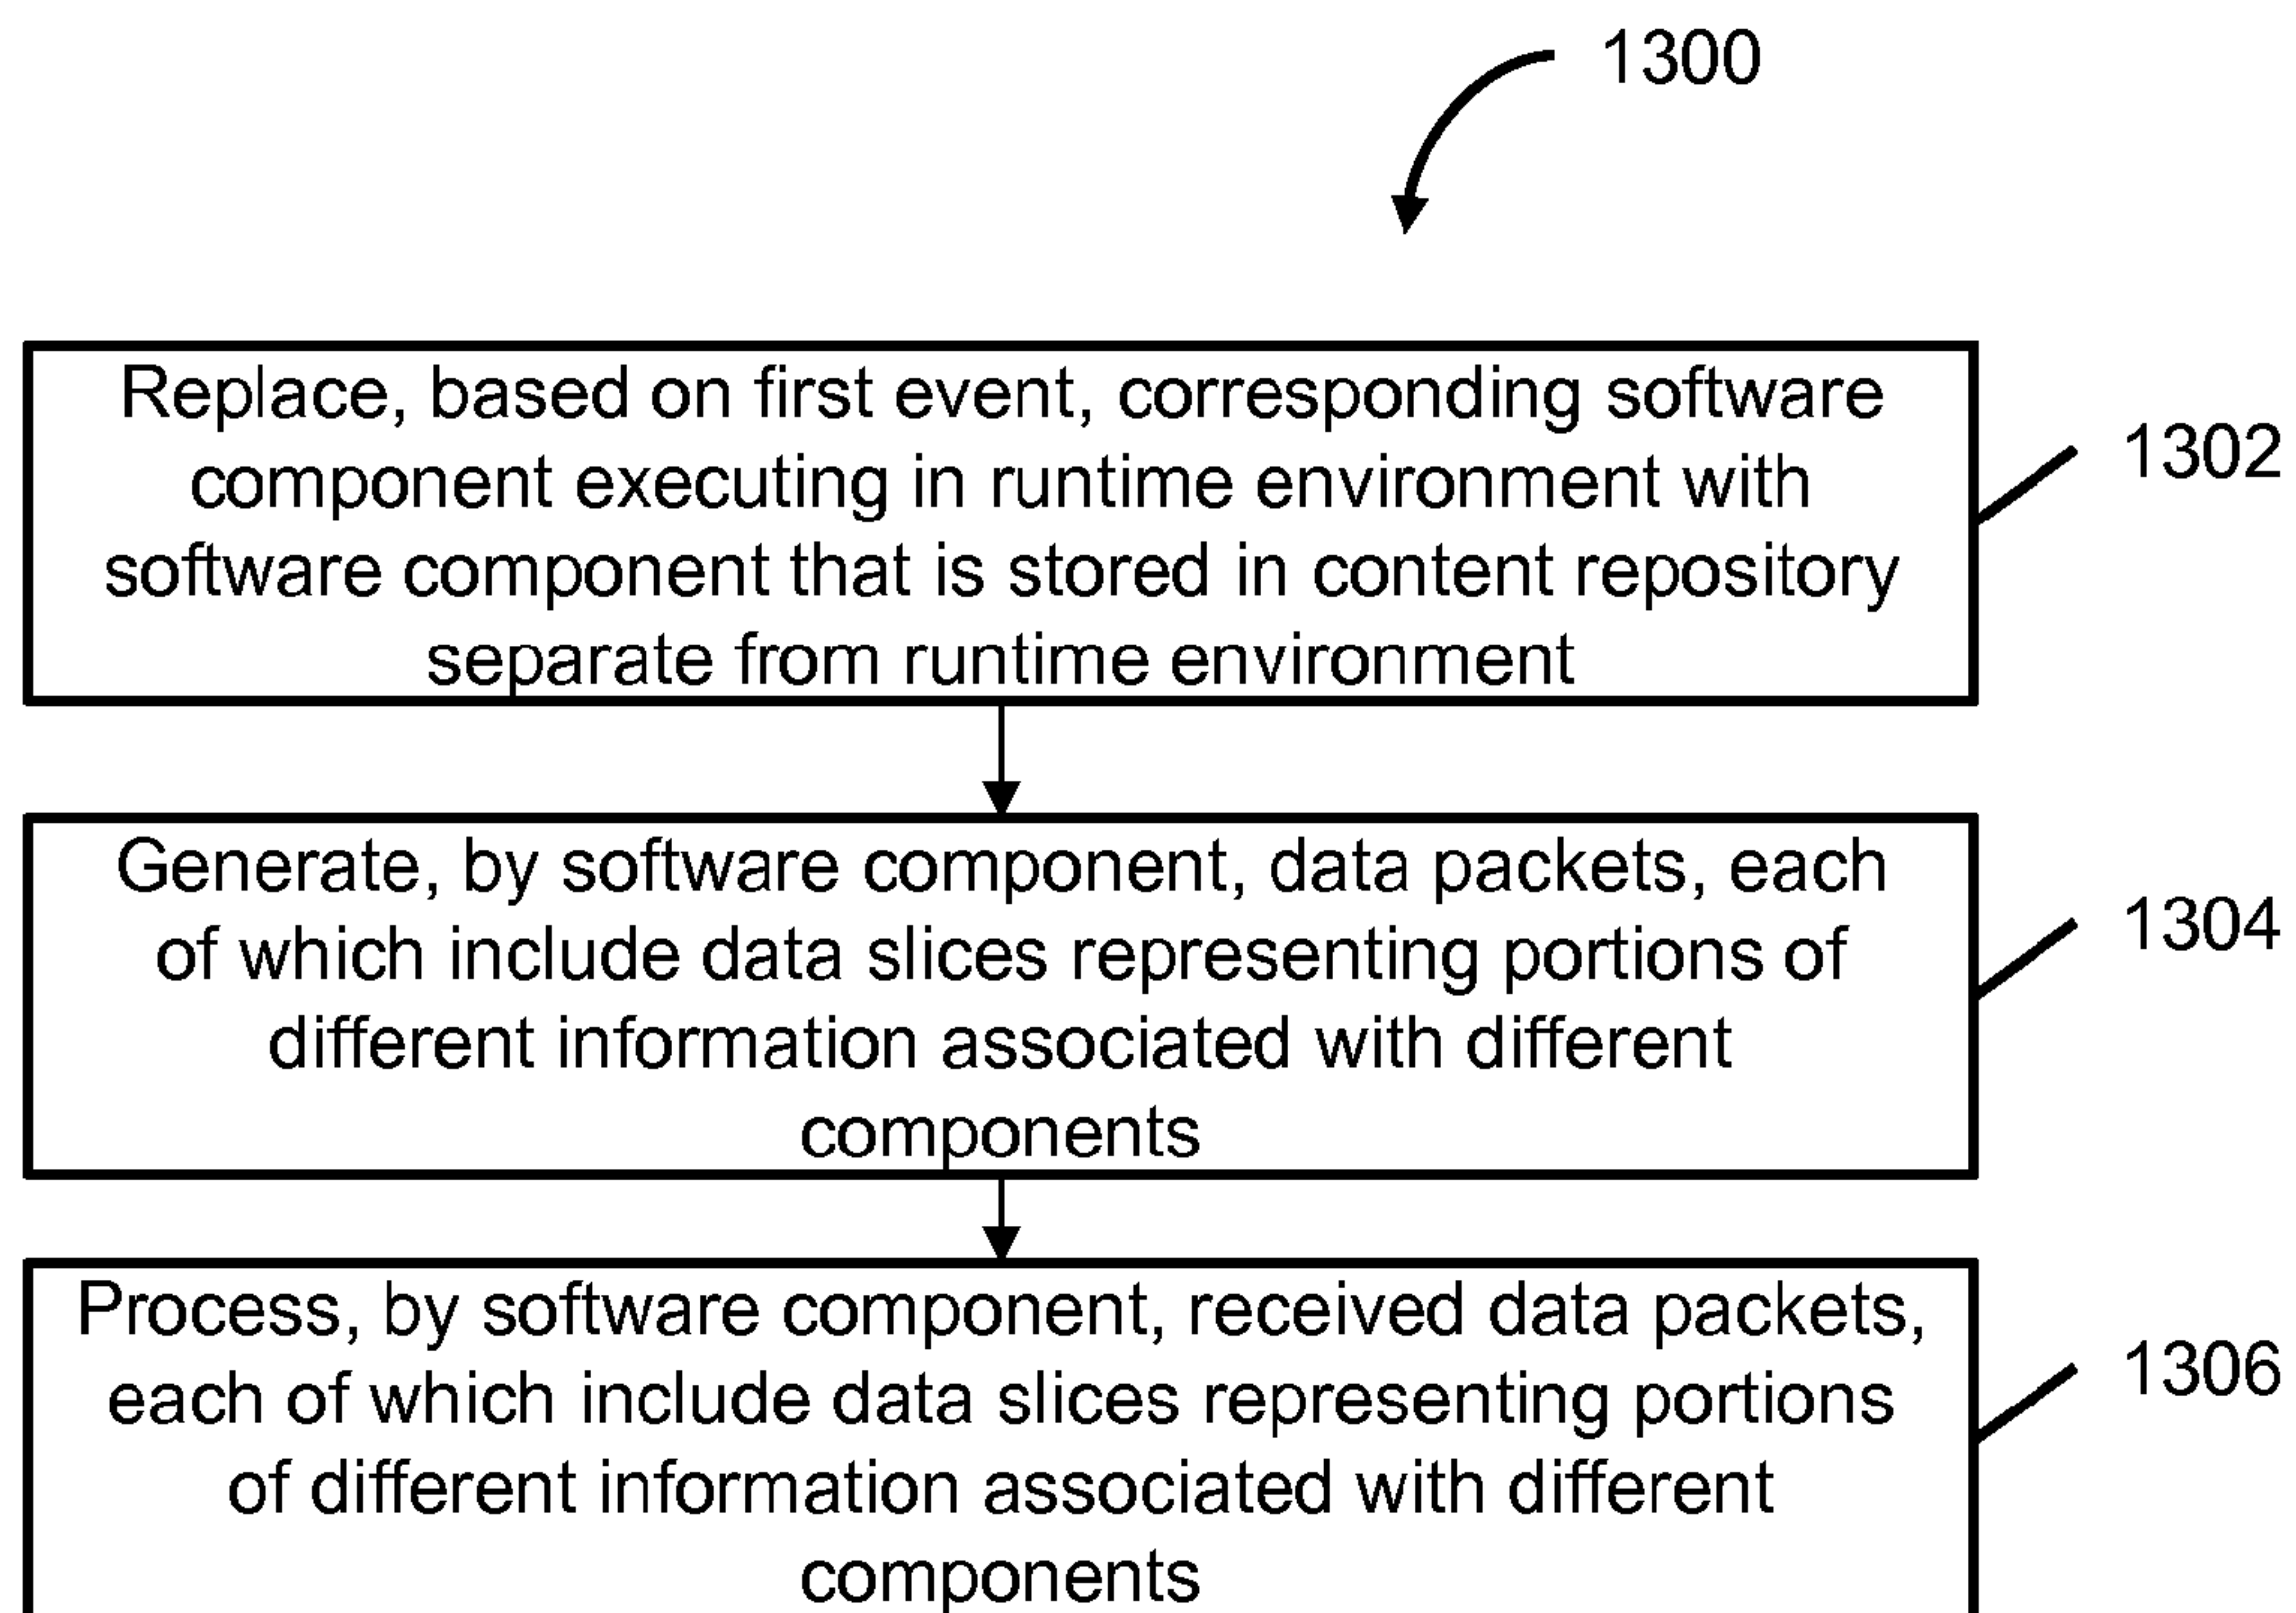 1300
Replace, based on first event, corresponding software
component executing in runtime environment with
software component that is stored in content repository
separate from runtime environment
1302
Generate, by software component, data packets, each
of which include data slices representing portions of
different information associated with different
components
1304
Process, by software component, received data packets,
each of which include data slices representing portions
of different information associated with different
components
1306